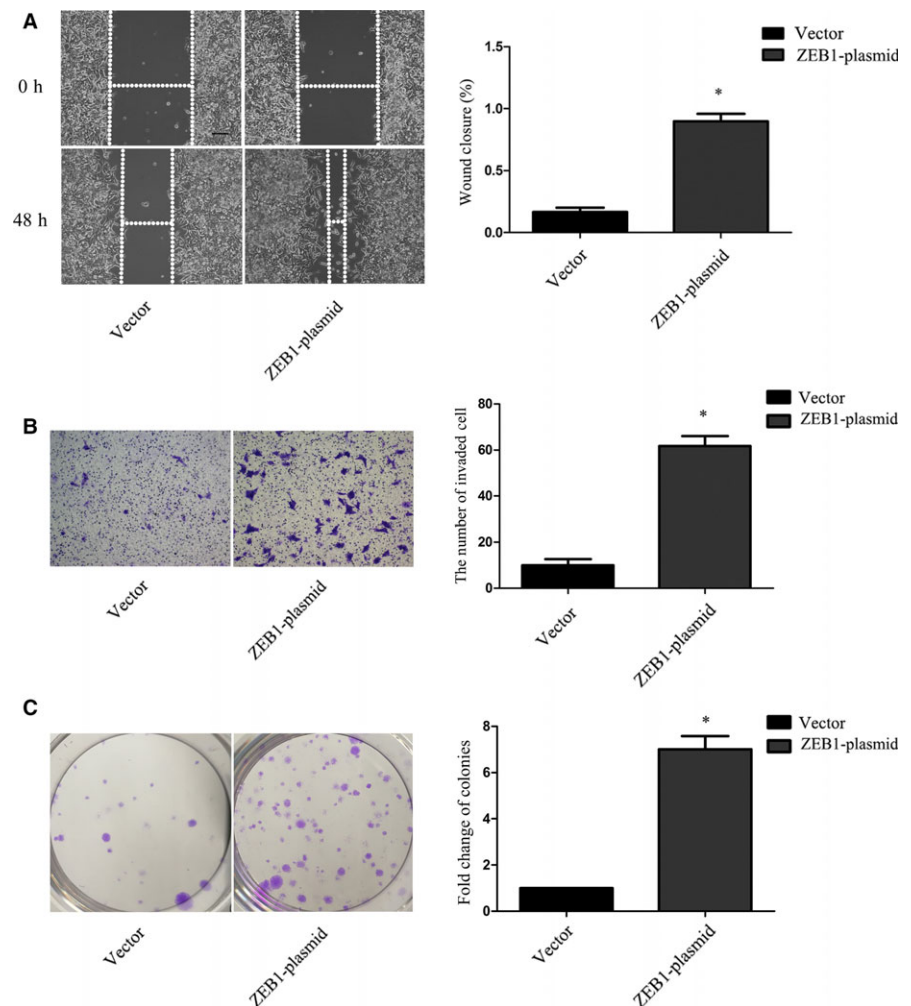 A
0 h
48 h
Vector
ZEB1-plasmid
Wound closure (%)
1.5
1.0
0.5
0.0
*
Vector
ZEB1-plasmid
Vector
ZEB1-plasmid
B
Vector
ZEB1-plasmid
The number of invaded cell
80
60
40
20
0
*
Vector
ZEB1-plasmid
Vector
ZEB1-plasmid
C
Vector
ZEB1-plasmid
Fold change of colonies
8
6
4
2
0
*
Vector
ZEB1-plasmid
Vector
ZEB1-plasmid